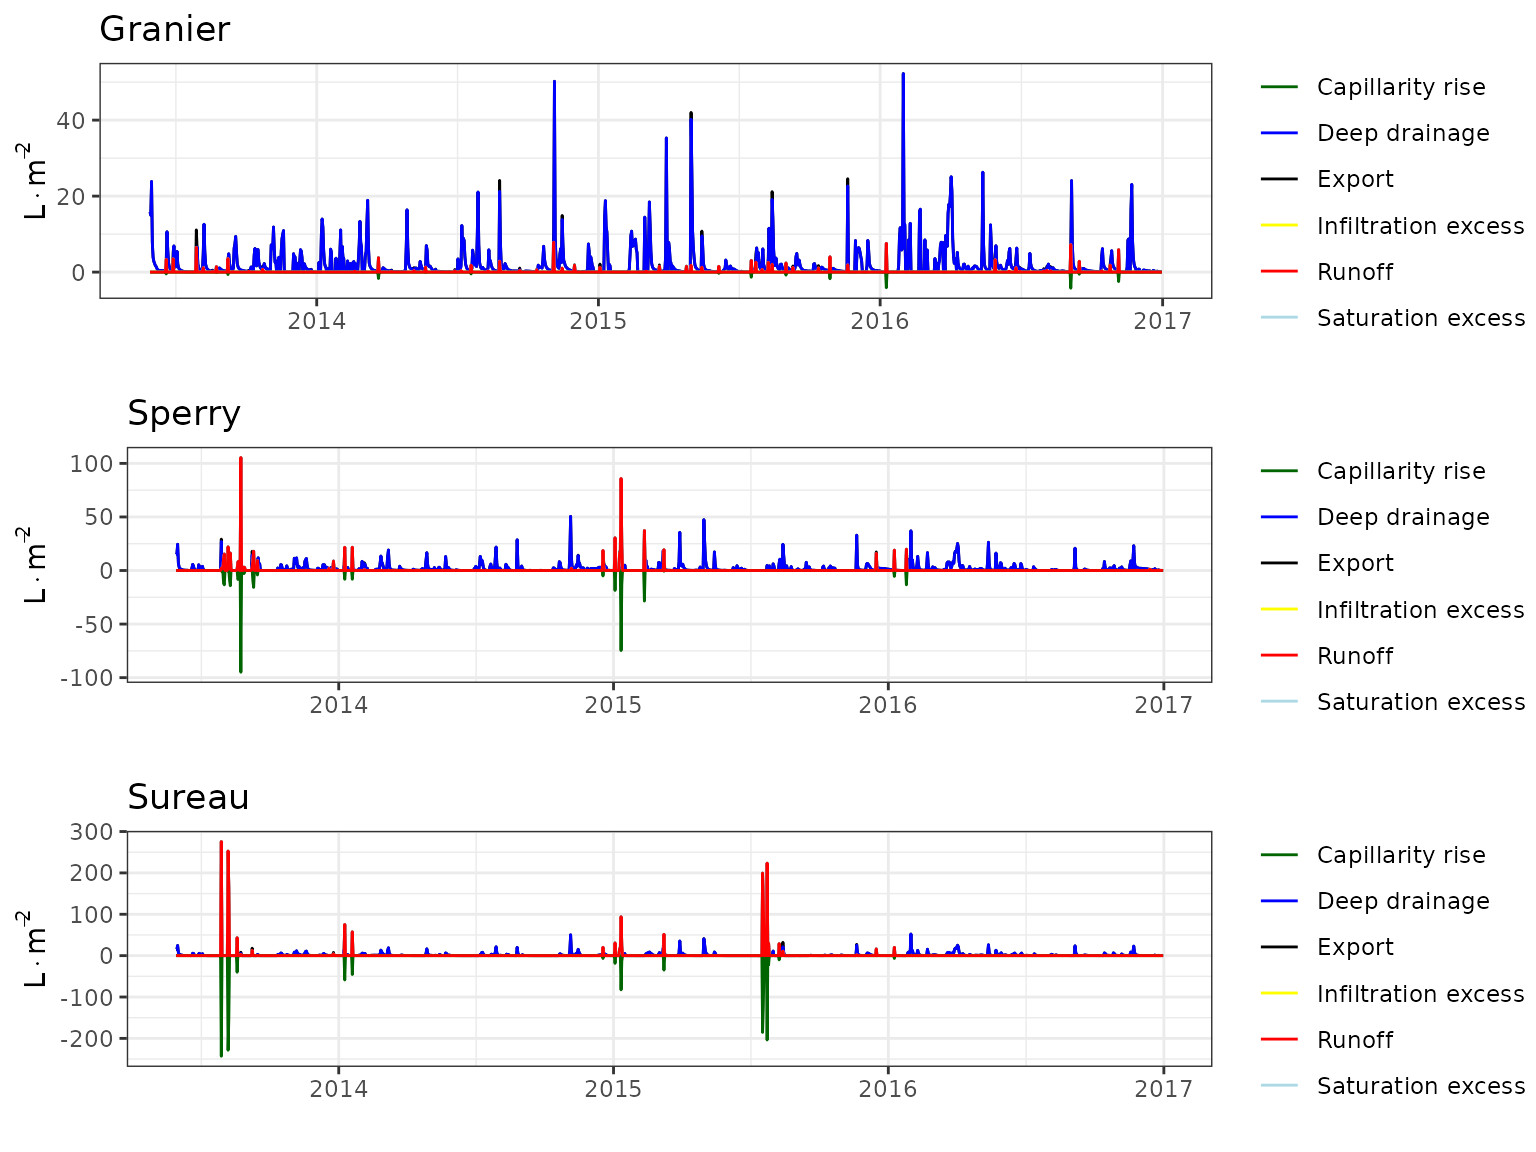 Granier
L·m⁻²
40
20
0
2014 2015 2016 2017
Capillarity rise
Deep drainage
Export
Infiltration excess
Runoff
Saturation excess
Sperry
L·m⁻²
100
50
0
-50
-100
2014 2015 2016 2017
Capillarity rise
Deep drainage
Export
Infiltration excess
Runoff
Saturation excess
Sureau
L·m⁻²
300
200
100
0
-100
-200
2014 2015 2016 2017
Capillarity rise
Deep drainage
Export
Infiltration excess
Runoff
Saturation excess